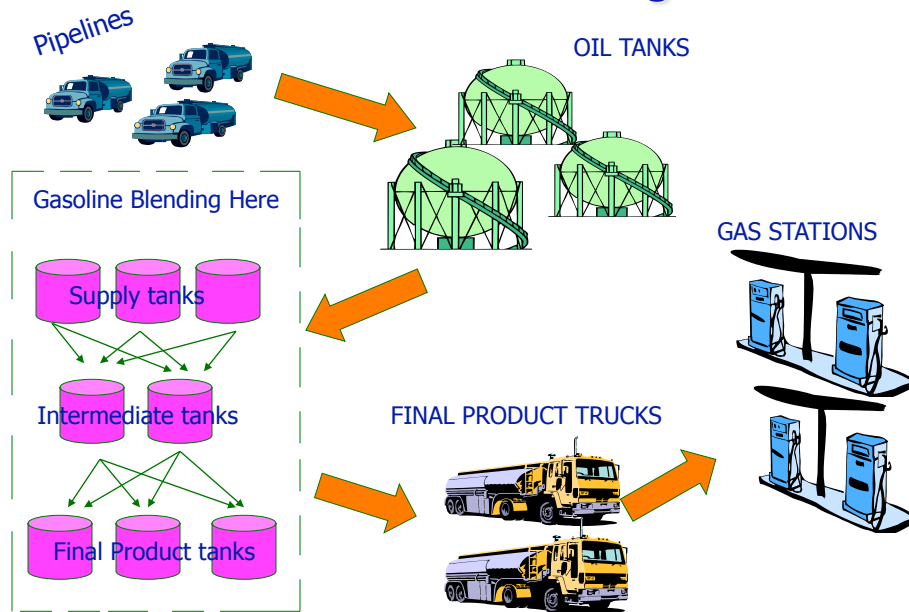 Pipelines
OIL TANKS
Gasoline Blending Here
GAS STATIONS
Supply tanks
Intermediate tanks
FINAL PRODUCT TRUCKS
Final Product tanks